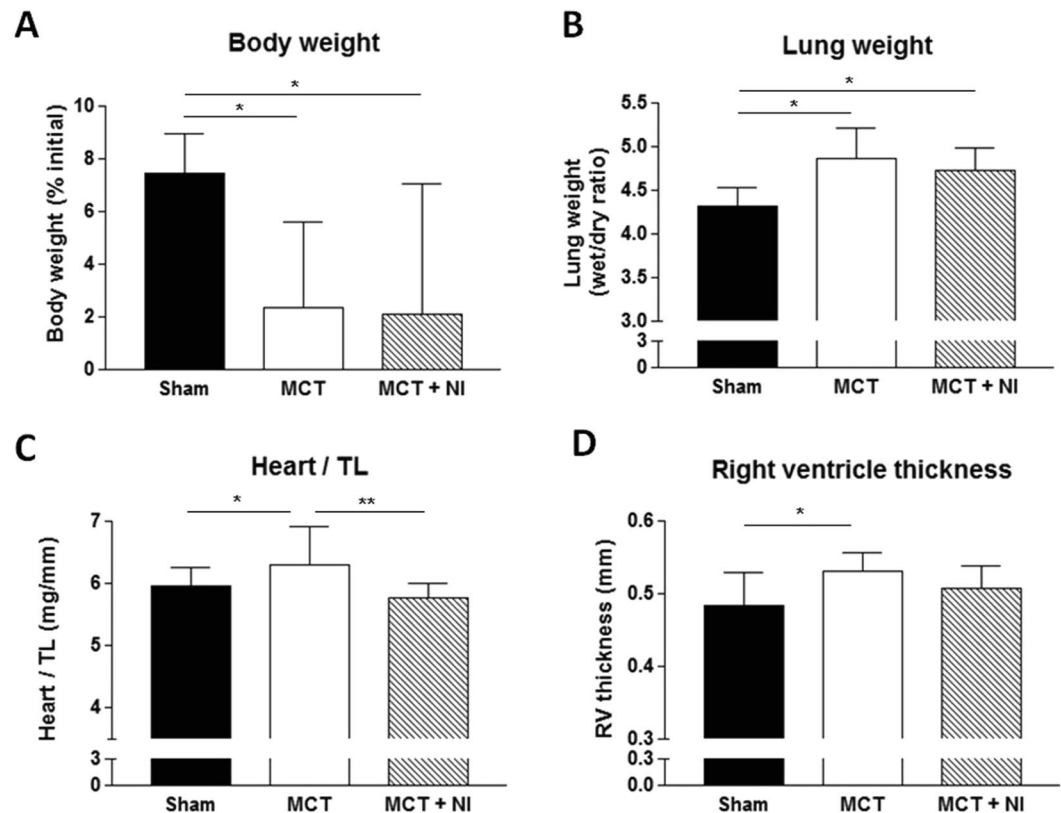 A
Body weight
Body weight (% initial)
*
*
10
8
6
4
2
0
Sham
MCT
MCT + NI
B
Lung weight
Lung weight
(wet/dry ratio)
*
*
5.5
5.0
4.5
4.0
3.5
3.0
3
0
Sham
MCT
MCT + NI
C
Heart / TL
Heart / TL (mg/mm)
*
**
7
6
5
4
3
0
Sham
MCT
MCT + NI
D
Right ventricle thickness
RV thickness (mm)
*
0.6
0.5
0.4
0.3
0.3
0.0
Sham
MCT
MCT + NI